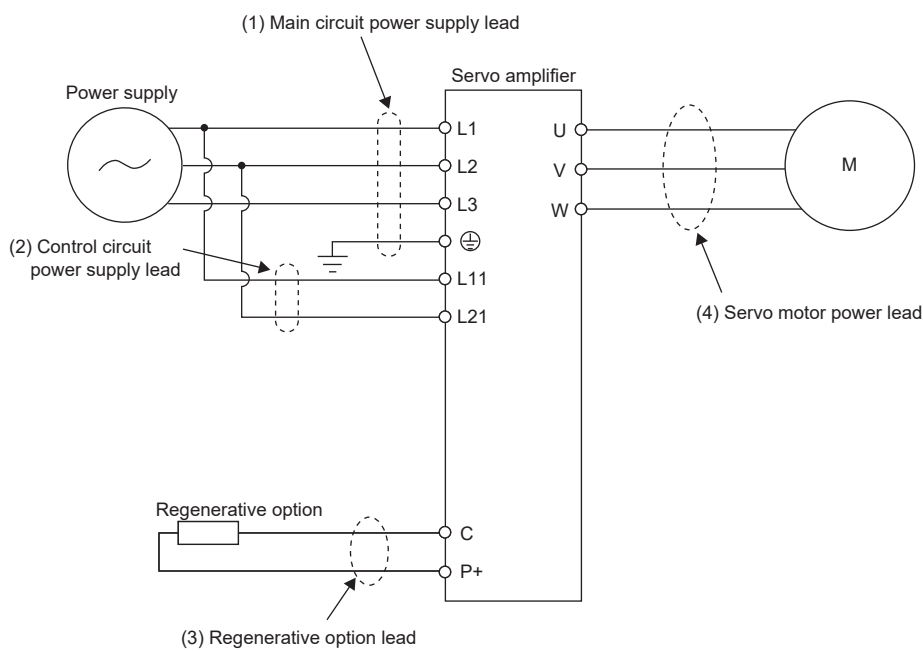 (1) Main circuit power supply lead
Servo amplifier
Power supply
L1
L2
L3
L11
L21
U
V
W
M
(2) Control circuit
power supply lead
(4) Servo motor power lead
Regenerative option
C
P+
(3) Regenerative option lead